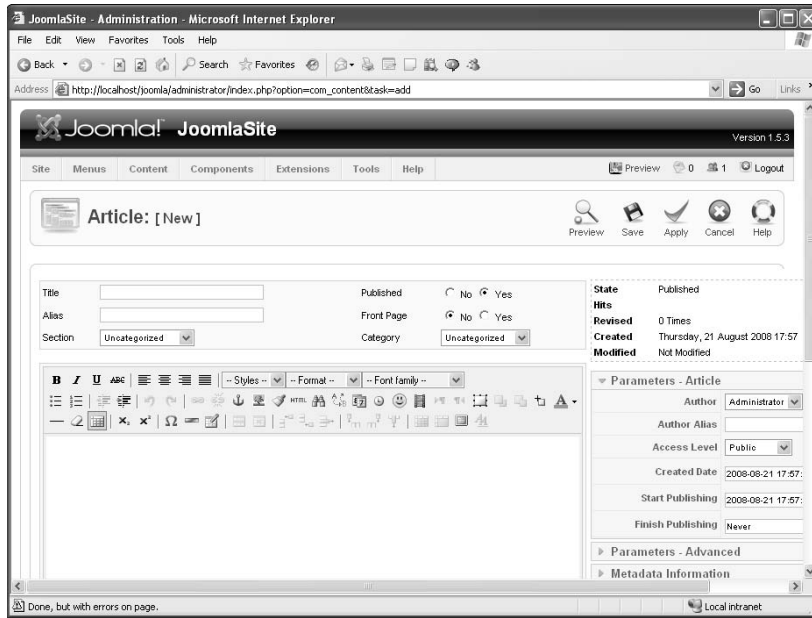 JoomlaSite - Administration - Microsoft Internet Explorer
File Edit View Favorites Tools Help
Back Search Favorites
Address http://localhost/joomla/administrator/index.php?option=com_content&task=add Go Links
Joomla! JoomlaSite
Version 1.5.3
Site Menus Content Components Extensions Tools Help Preview 0 1 Logout
Article: [ New ]
Preview Save Apply Cancel Help
Title Published No Yes
Alias Front Page No Yes
Section Uncategorized Category Uncategorized
State Published
Hits
Revised 0 Times
Created Thursday, 21 August 2008 17:57
Modified Not Modified
B I U ABC -- Styles -- -- Format -- -- Font family --
HTML A
x₂ x² Ω
Parameters - Article
Author Administrator
Author Alias
Access Level Public
Created Date 2008-08-21 17:57:
Start Publishing 2008-08-21 17:57:
Finish Publishing Never
Parameters - Advanced
Metadata Information
Done, but with errors on page. Local intranet